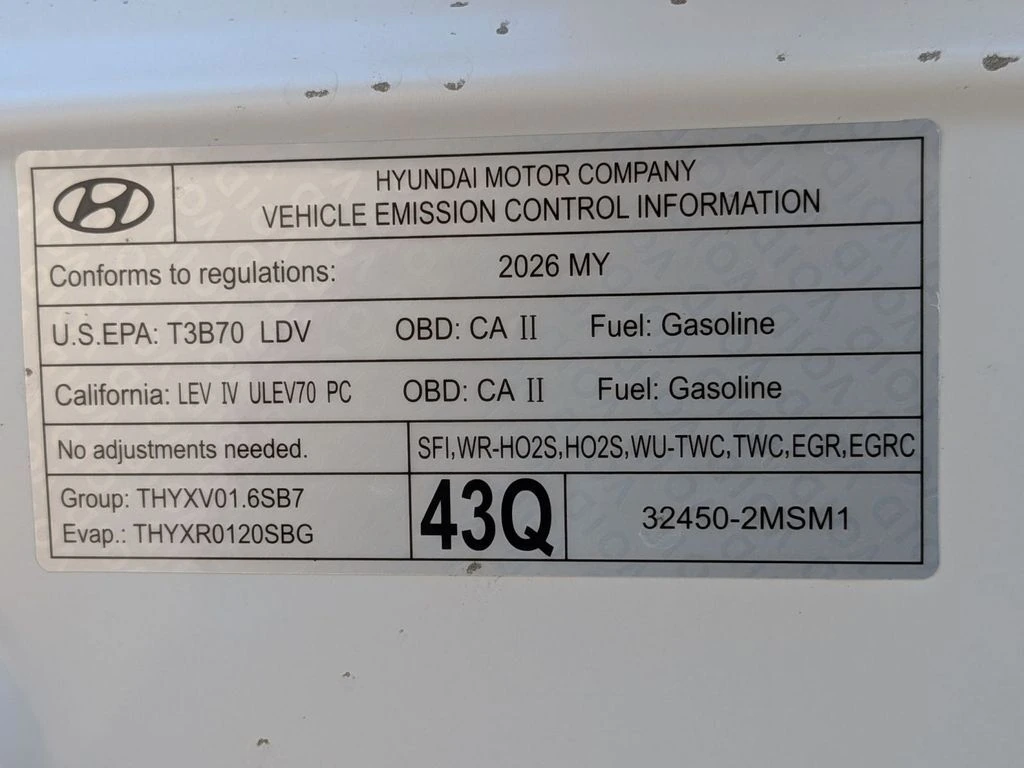 HYUNDAI MOTOR COMPANY
VEHICLE EMISSION CONTROL INFORMATION
Conforms to regulations: 2026 MY
U.S.EPA: T3B70 LDV OBD: CA II Fuel: Gasoline
California: LEV IV ULEV70 PC OBD: CA II Fuel: Gasoline
No adjustments needed. SFI,WR-HO2S,HO2S,WU-TWC,TWC,EGR,EGRC
Group: THYXV01.6SB7
Evap.: THYXR0120SBG
43Q
32450-2MSM1